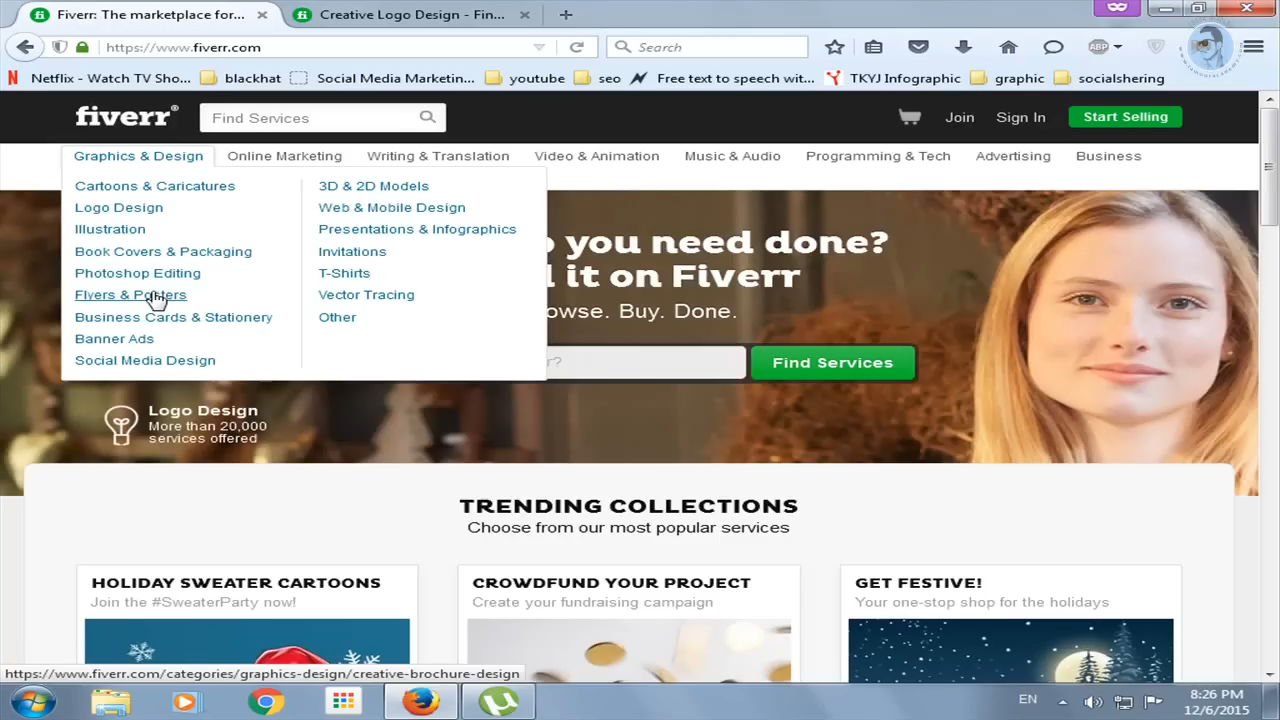 Fiverr: The marketplace for...
Creative Logo Design - Fin...
https://www.fiverr.com
Search
ABP
Netflix - Watch TV Sho...
blackhat
Social Media Marketin...
youtube
seo
Free text to speech wit...
TKYJ Infographic
graphic
socialshering
fiverr®
Find Services
Join
Sign In
Start Selling
Graphics & Design
Online Marketing
Writing & Translation
Video & Animation
Music & Audio
Programming & Tech
Advertising
Business
Cartoons & Caricatures
Logo Design
Illustration
Book Covers & Packaging
Photoshop Editing
Flyers & Posters
Business Cards & Stationery
Banner Ads
Social Media Design
3D & 2D Models
Web & Mobile Design
Presentations & Infographics
Invitations
T-Shirts
Vector Tracing
Other
you need done?
it on Fiverr
Buy. Done.
Find Services
Logo Design
More than 20,000
services offered
TRENDING COLLECTIONS
Choose from our most popular services
HOLIDAY SWEATER CARTOONS
Join the #SweaterParty now!
CROWDFUND YOUR PROJECT
Create your fundraising campaign
GET FESTIVE!
Your one-stop shop for the holidays
https://www.fiverr.com/categories/graphics-design/creative-brochure-design
EN
8:26 PM
12/6/2015